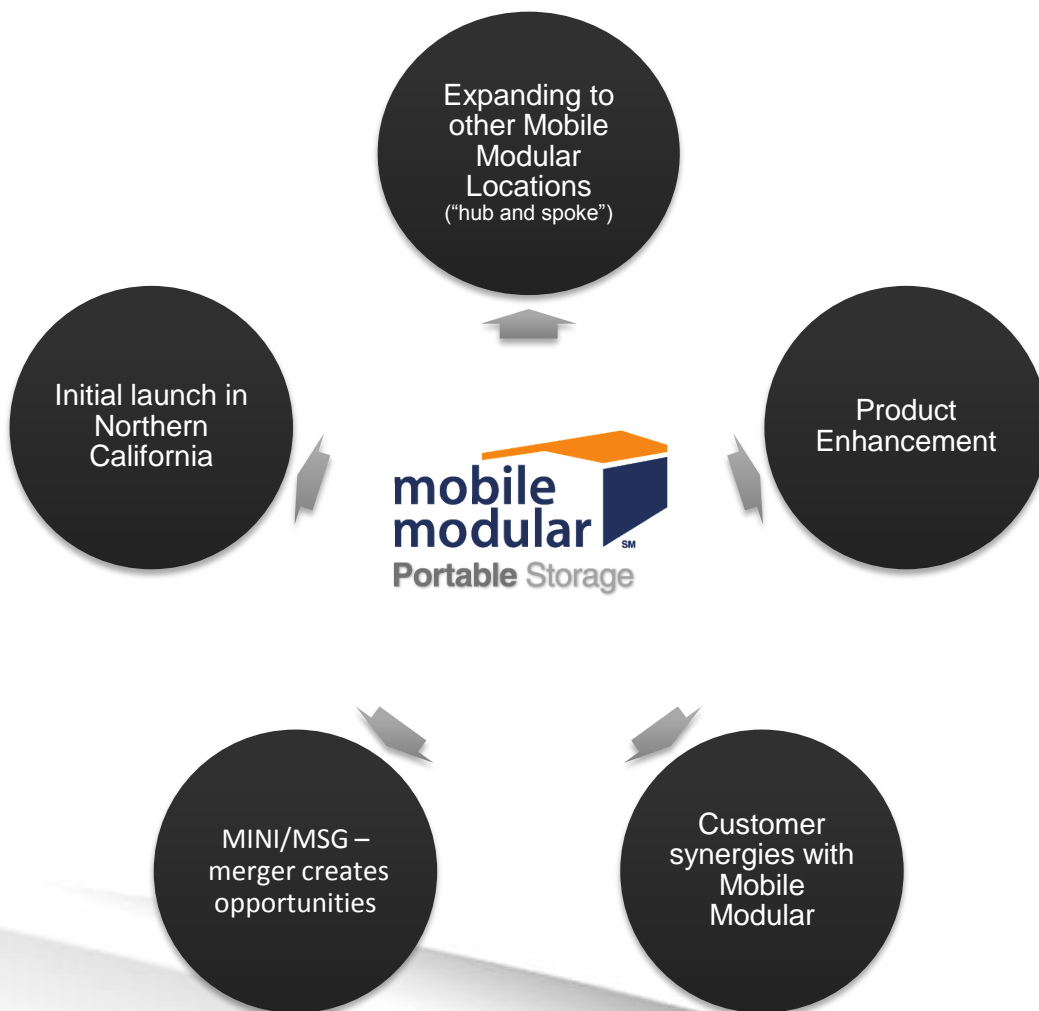 Expanding to
other Mobile
Modular
Locations
(“hub and spoke”)
Initial launch in
Northern
California
Product
Enhancement
mobile
modular
SM
Portable Storage
MINI/MSG –
merger creates
opportunities
Customer
synergies with
Mobile
Modular